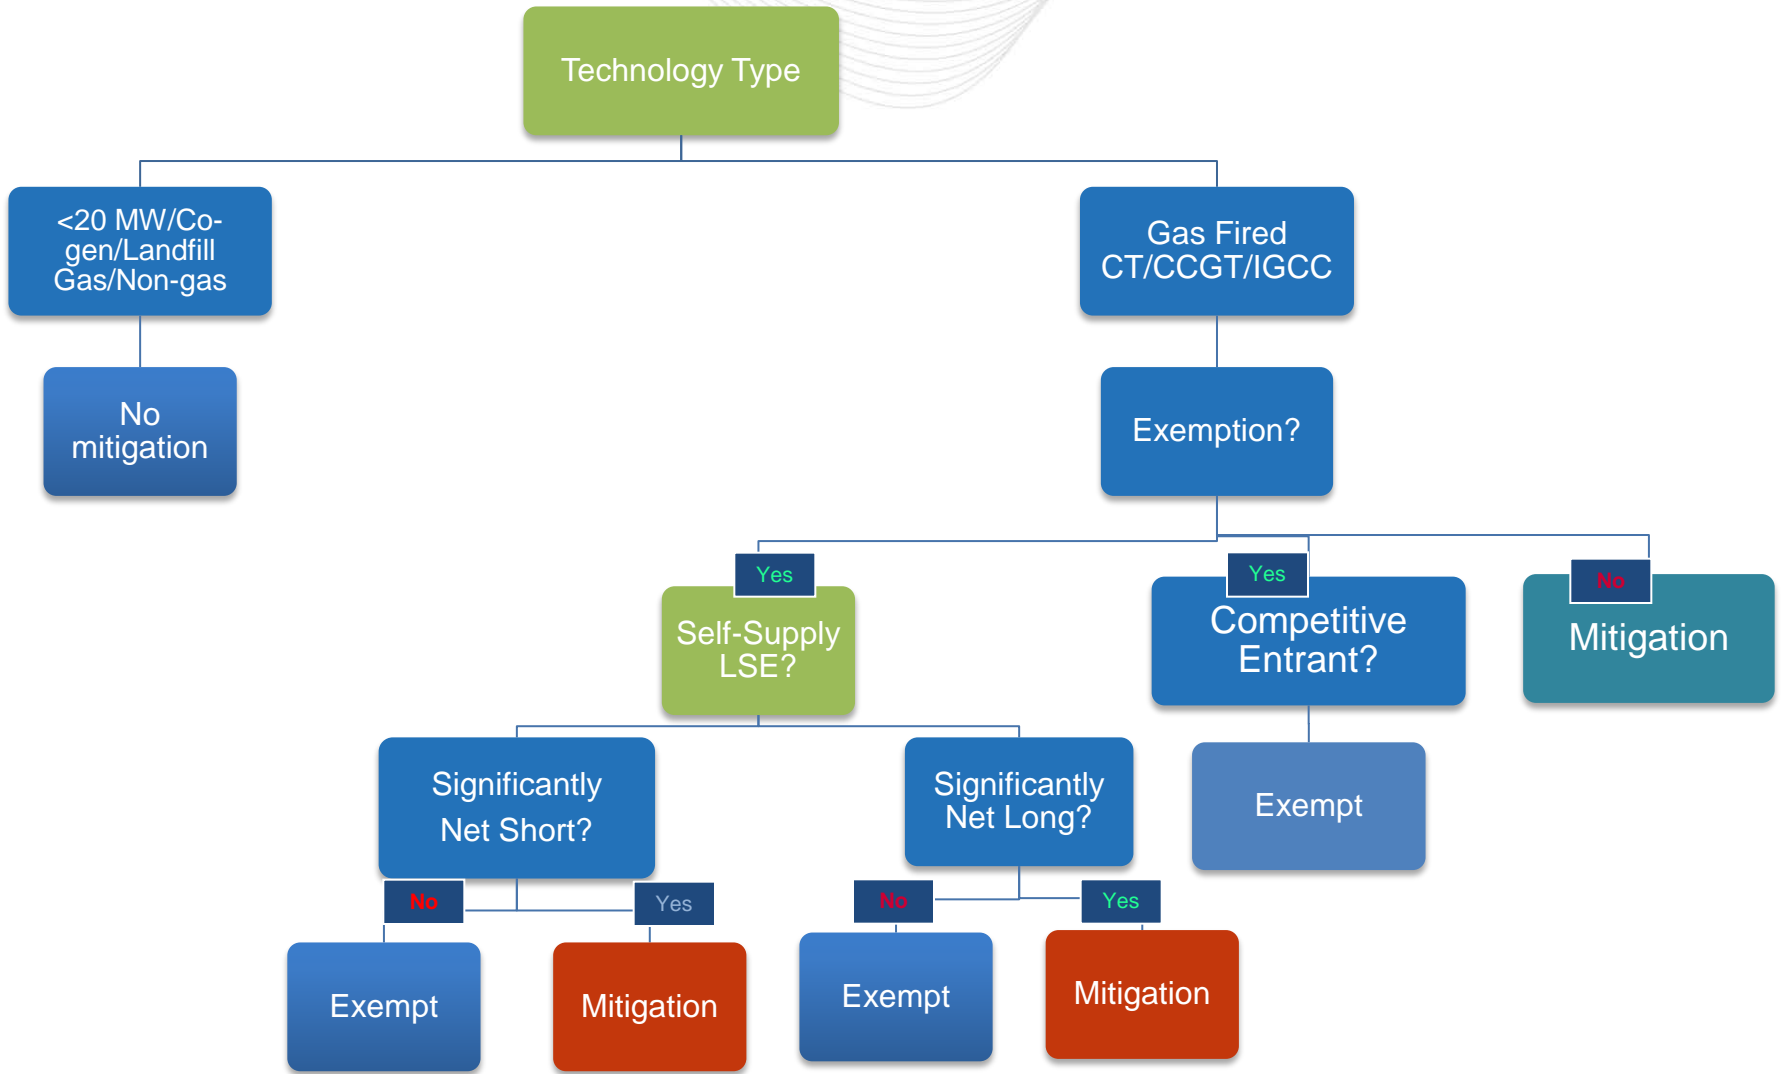 Technology Type
<20 MW/Co-
gen/Landfill
Gas/Non-gas
Gas Fired
CT/CCGT/IGCC
No
mitigation
Exemption?
Yes
Yes
No
Self-Supply
LSE?
Competitive
Entrant?
Mitigation
Significantly
Net Short?
Significantly
Net Long?
Exempt
No
Yes
No
Yes
Exempt
Mitigation
Exempt
Mitigation